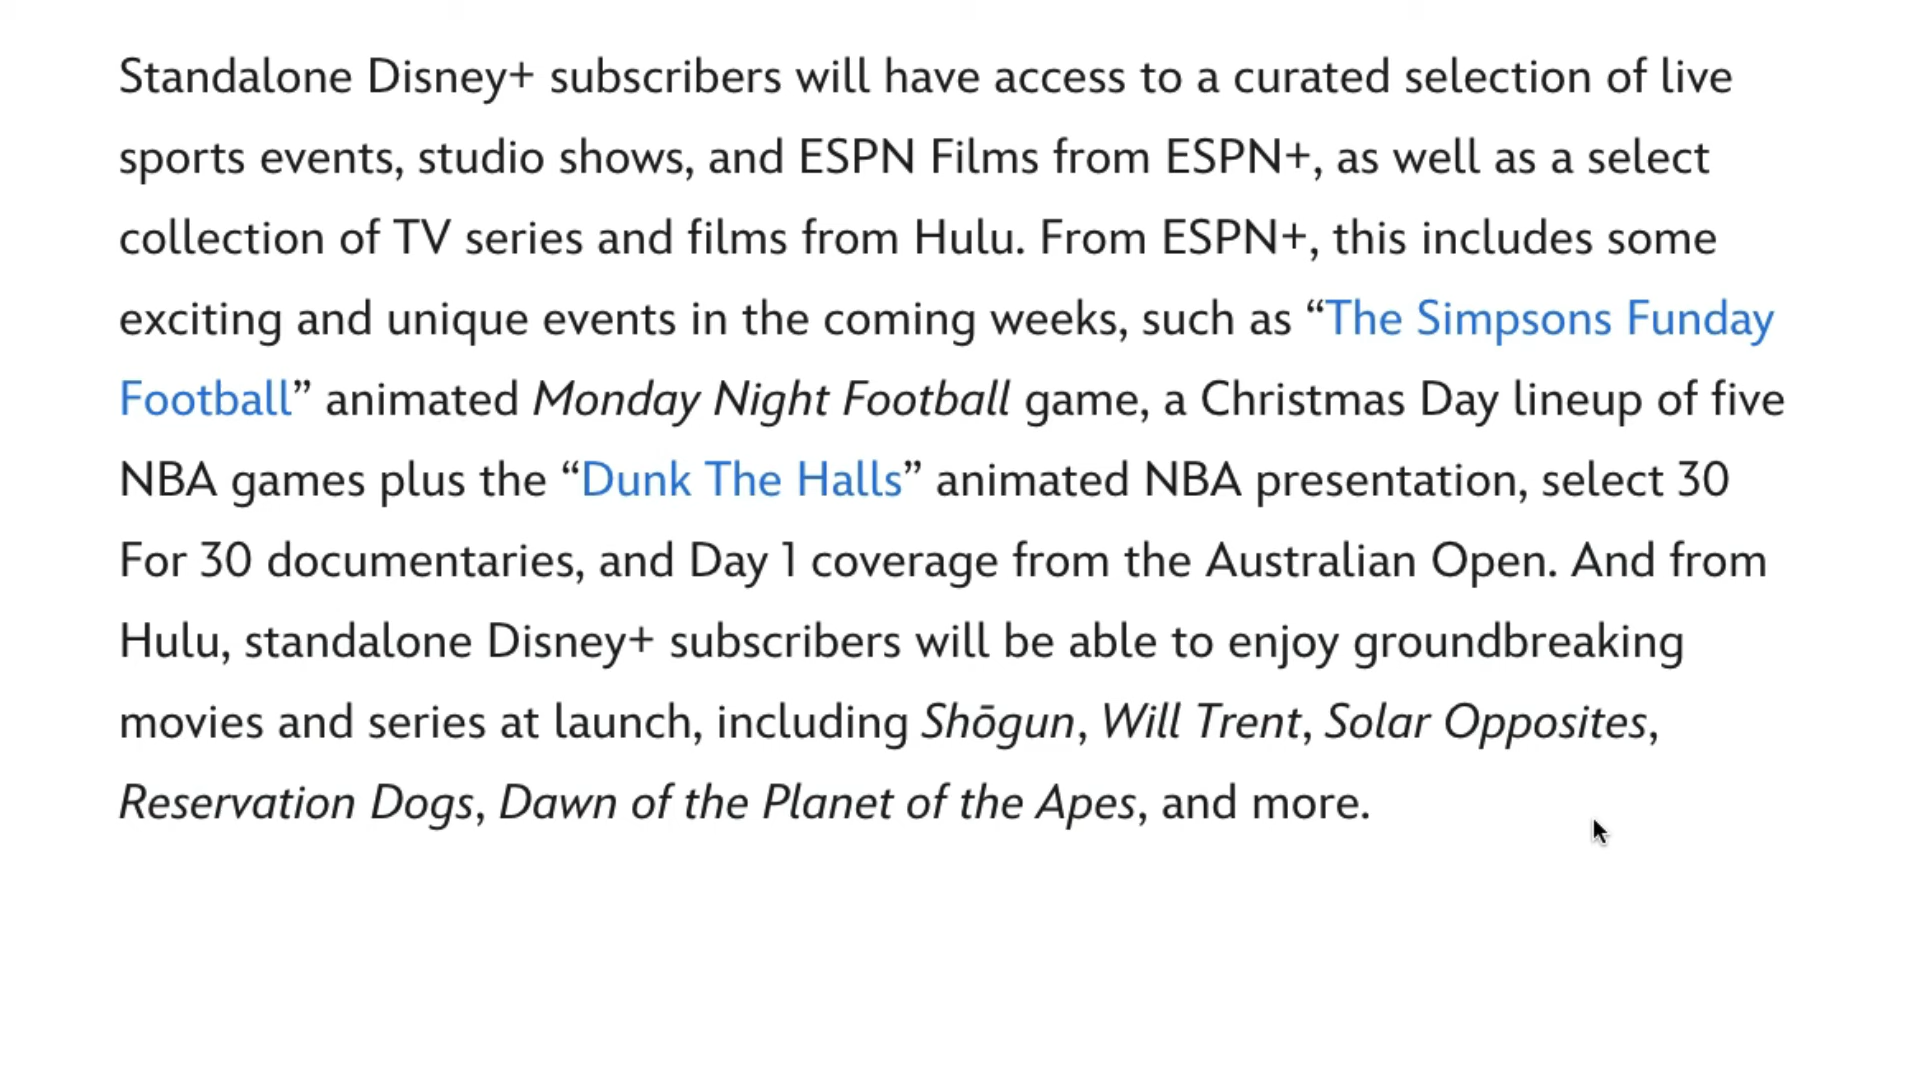 Standalone Disney+ subscribers will have access to a curated selection of live
sports events, studio shows, and ESPN Films from ESPN+, as well as a select
collection of TV series and films from Hulu. From ESPN+, this includes some
exciting and unique events in the coming weeks, such as “The Simpsons Funday
Football” animated Monday Night Football game, a Christmas Day lineup of five
NBA games plus the “Dunk The Halls” animated NBA presentation, select 30
For 30 documentaries, and Day 1 coverage from the Australian Open. And from
Hulu, standalone Disney+ subscribers will be able to enjoy groundbreaking
movies and series at launch, including Shōgun, Will Trent, Solar Opposites,
Reservation Dogs, Dawn of the Planet of the Apes, and more.